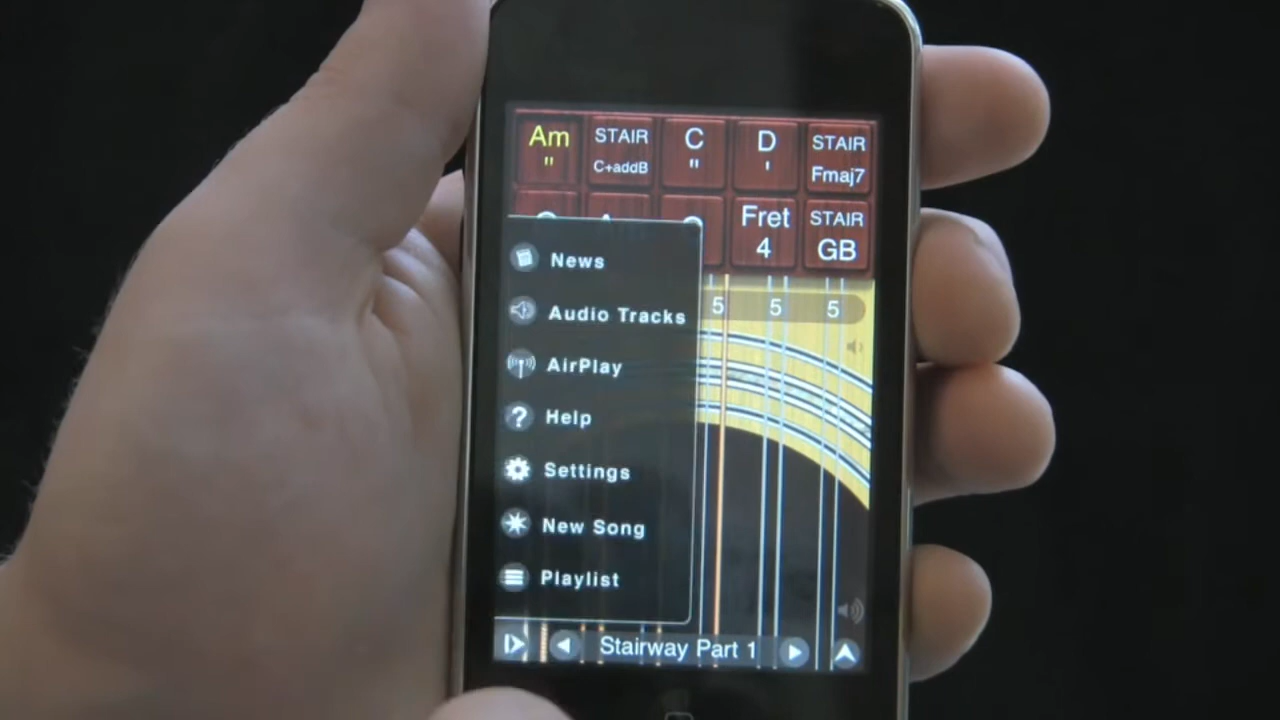 Am STAIR C D STAIR
" C+addB " ' Fmaj7
Fret STAIR
4 GB
News
5 5 5
Audio Tracks
AirPlay
Help
Settings
New Song
Playlist
Stairway Part 1